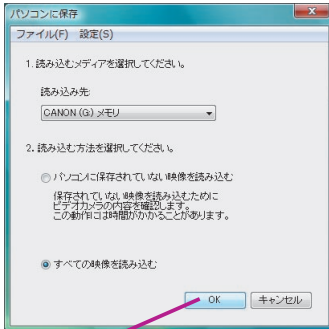 パソコンに保存
ファイル(F) 設定(S)
1. 読み込むメディアを選択してください。
読み込み先:
CANON (G:) メモリ
2. 読み込む方法を選択してください。
パソコンに保存されていない映像を読み込む
保存されていない映像を読み込むために
ビデオカメラの内容を確認します。
この動作には時間がかかることがあります。
すべての映像を読み込む
OK キャンセル